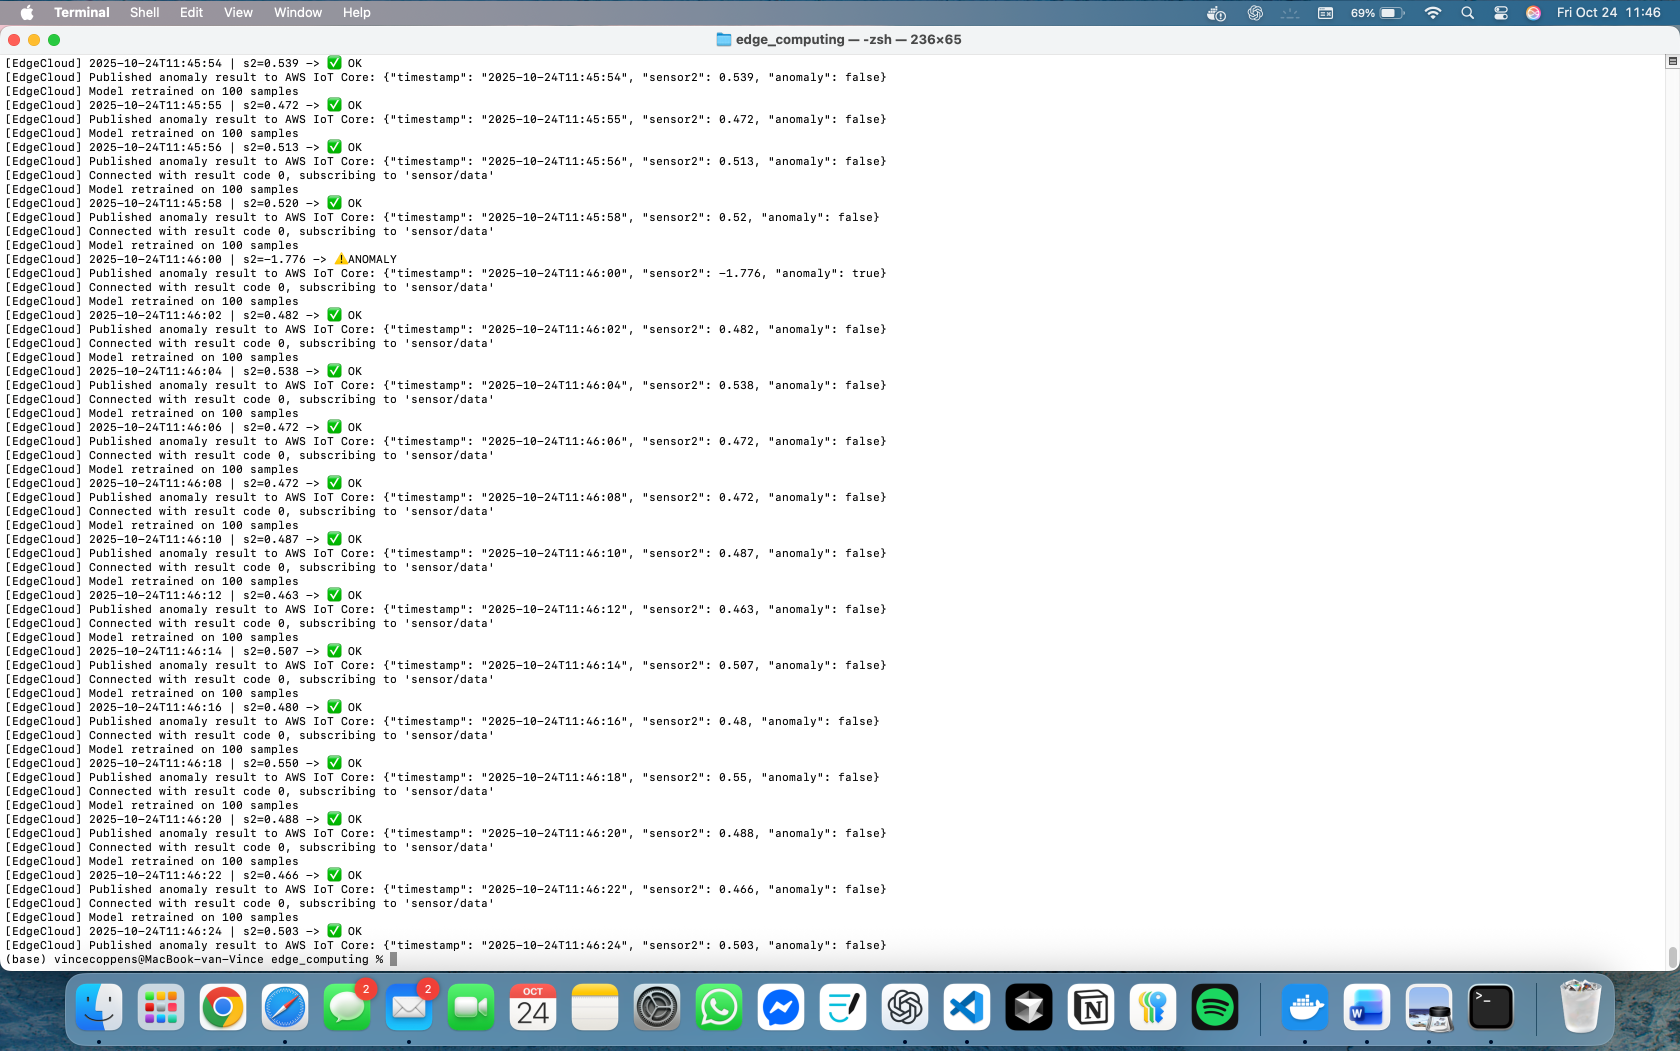 Terminal Shell Edit View Window Help 69% Fri Oct 24 11:46
edge_computing — -zsh — 236×65
[EdgeCloud] 2025-10-24T11:45:54 | s2=0.539 -> ✅ OK
[EdgeCloud] Published anomaly result to AWS IoT Core: {"timestamp": "2025-10-24T11:45:54", "sensor2": 0.539, "anomaly": false}
[EdgeCloud] Model retrained on 100 samples
[EdgeCloud] 2025-10-24T11:45:55 | s2=0.472 -> ✅ OK
[EdgeCloud] Published anomaly result to AWS IoT Core: {"timestamp": "2025-10-24T11:45:55", "sensor2": 0.472, "anomaly": false}
[EdgeCloud] Model retrained on 100 samples
[EdgeCloud] 2025-10-24T11:45:56 | s2=0.513 -> ✅ OK
[EdgeCloud] Published anomaly result to AWS IoT Core: {"timestamp": "2025-10-24T11:45:56", "sensor2": 0.513, "anomaly": false}
[EdgeCloud] Connected with result code 0, subscribing to 'sensor/data'
[EdgeCloud] Model retrained on 100 samples
[EdgeCloud] 2025-10-24T11:45:58 | s2=0.520 -> ✅ OK
[EdgeCloud] Published anomaly result to AWS IoT Core: {"timestamp": "2025-10-24T11:45:58", "sensor2": 0.52, "anomaly": false}
[EdgeCloud] Connected with result code 0, subscribing to 'sensor/data'
[EdgeCloud] Model retrained on 100 samples
[EdgeCloud] 2025-10-24T11:46:00 | s2=-1.776 -> ⚠️ANOMALY
[EdgeCloud] Published anomaly result to AWS IoT Core: {"timestamp": "2025-10-24T11:46:00", "sensor2": -1.776, "anomaly": true}
[EdgeCloud] Connected with result code 0, subscribing to 'sensor/data'
[EdgeCloud] Model retrained on 100 samples
[EdgeCloud] 2025-10-24T11:46:02 | s2=0.482 -> ✅ OK
[EdgeCloud] Published anomaly result to AWS IoT Core: {"timestamp": "2025-10-24T11:46:02", "sensor2": 0.482, "anomaly": false}
[EdgeCloud] Connected with result code 0, subscribing to 'sensor/data'
[EdgeCloud] Model retrained on 100 samples
[EdgeCloud] 2025-10-24T11:46:04 | s2=0.538 -> ✅ OK
[EdgeCloud] Published anomaly result to AWS IoT Core: {"timestamp": "2025-10-24T11:46:04", "sensor2": 0.538, "anomaly": false}
[EdgeCloud] Connected with result code 0, subscribing to 'sensor/data'
[EdgeCloud] Model retrained on 100 samples
[EdgeCloud] 2025-10-24T11:46:06 | s2=0.472 -> ✅ OK
[EdgeCloud] Published anomaly result to AWS IoT Core: {"timestamp": "2025-10-24T11:46:06", "sensor2": 0.472, "anomaly": false}
[EdgeCloud] Connected with result code 0, subscribing to 'sensor/data'
[EdgeCloud] Model retrained on 100 samples
[EdgeCloud] 2025-10-24T11:46:08 | s2=0.472 -> ✅ OK
[EdgeCloud] Published anomaly result to AWS IoT Core: {"timestamp": "2025-10-24T11:46:08", "sensor2": 0.472, "anomaly": false}
[EdgeCloud] Connected with result code 0, subscribing to 'sensor/data'
[EdgeCloud] Model retrained on 100 samples
[EdgeCloud] 2025-10-24T11:46:10 | s2=0.487 -> ✅ OK
[EdgeCloud] Published anomaly result to AWS IoT Core: {"timestamp": "2025-10-24T11:46:10", "sensor2": 0.487, "anomaly": false}
[EdgeCloud] Connected with result code 0, subscribing to 'sensor/data'
[EdgeCloud] Model retrained on 100 samples
[EdgeCloud] 2025-10-24T11:46:12 | s2=0.463 -> ✅ OK
[EdgeCloud] Published anomaly result to AWS IoT Core: {"timestamp": "2025-10-24T11:46:12", "sensor2": 0.463, "anomaly": false}
[EdgeCloud] Connected with result code 0, subscribing to 'sensor/data'
[EdgeCloud] Model retrained on 100 samples
[EdgeCloud] 2025-10-24T11:46:14 | s2=0.507 -> ✅ OK
[EdgeCloud] Published anomaly result to AWS IoT Core: {"timestamp": "2025-10-24T11:46:14", "sensor2": 0.507, "anomaly": false}
[EdgeCloud] Connected with result code 0, subscribing to 'sensor/data'
[EdgeCloud] Model retrained on 100 samples
[EdgeCloud] 2025-10-24T11:46:16 | s2=0.480 -> ✅ OK
[EdgeCloud] Published anomaly result to AWS IoT Core: {"timestamp": "2025-10-24T11:46:16", "sensor2": 0.48, "anomaly": false}
[EdgeCloud] Connected with result code 0, subscribing to 'sensor/data'
[EdgeCloud] Model retrained on 100 samples
[EdgeCloud] 2025-10-24T11:46:18 | s2=0.550 -> ✅ OK
[EdgeCloud] Published anomaly result to AWS IoT Core: {"timestamp": "2025-10-24T11:46:18", "sensor2": 0.55, "anomaly": false}
[EdgeCloud] Connected with result code 0, subscribing to 'sensor/data'
[EdgeCloud] Model retrained on 100 samples
[EdgeCloud] 2025-10-24T11:46:20 | s2=0.488 -> ✅ OK
[EdgeCloud] Published anomaly result to AWS IoT Core: {"timestamp": "2025-10-24T11:46:20", "sensor2": 0.488, "anomaly": false}
[EdgeCloud] Connected with result code 0, subscribing to 'sensor/data'
[EdgeCloud] Model retrained on 100 samples
[EdgeCloud] 2025-10-24T11:46:22 | s2=0.466 -> ✅ OK
[EdgeCloud] Published anomaly result to AWS IoT Core: {"timestamp": "2025-10-24T11:46:22", "sensor2": 0.466, "anomaly": false}
[EdgeCloud] Connected with result code 0, subscribing to 'sensor/data'
[EdgeCloud] Model retrained on 100 samples
[EdgeCloud] 2025-10-24T11:46:24 | s2=0.503 -> ✅ OK
[EdgeCloud] Published anomaly result to AWS IoT Core: {"timestamp": "2025-10-24T11:46:24", "sensor2": 0.503, "anomaly": false}
(base) vincecoppens@MacBook-van-Vince edge_computing %
2 2 OCT
24 N W >_